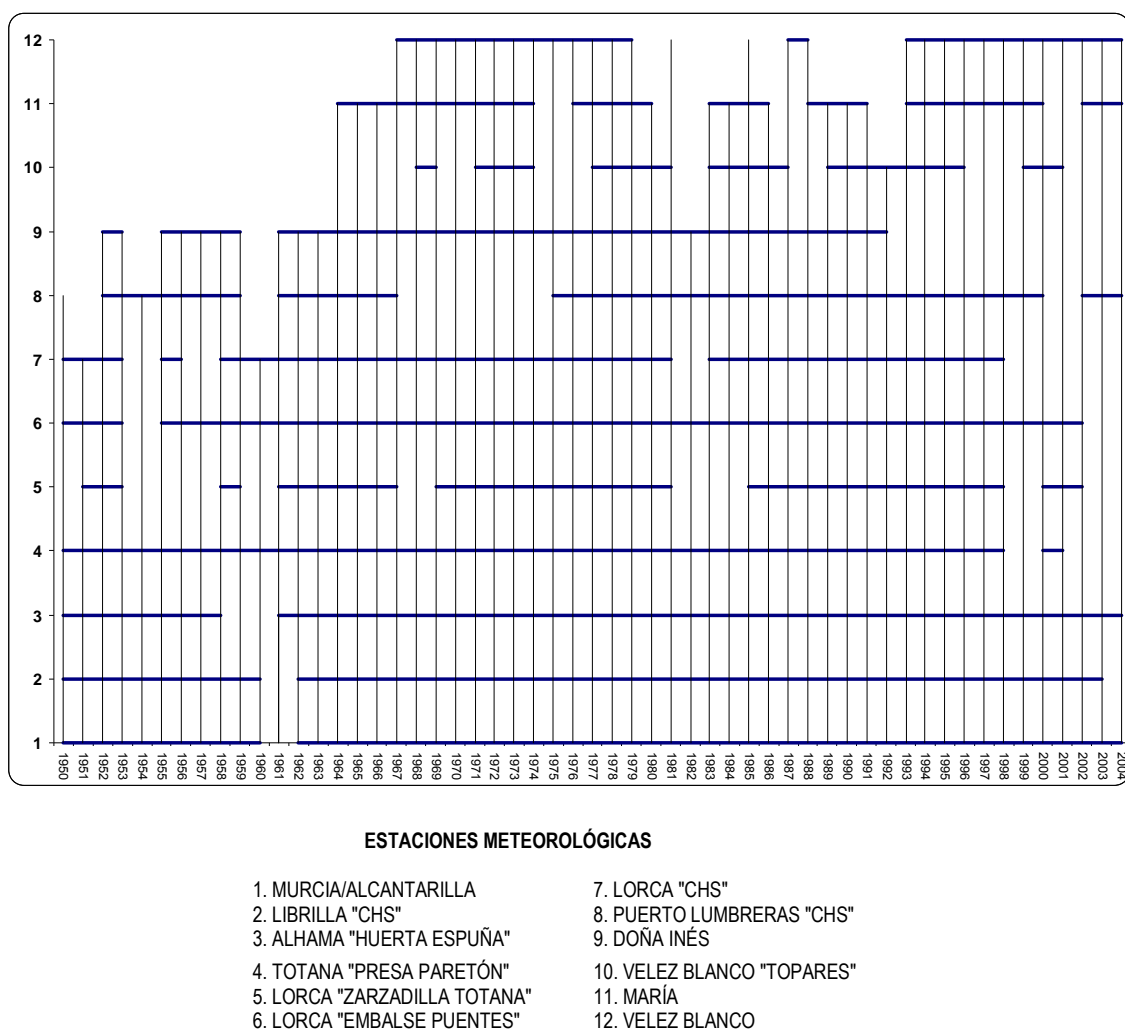 12
11
10
9
8
7
6
5
4
3
2
1
1950 1951 1952 1953 1954 1955 1956 1957 1958 1959 1960 1961 1962 1963 1964 1965 1966 1967 1968 1969 1970 1971 1972 1973 1974 1975 1976 1977 1978 1979 1980 1981 1982 1983 1984 1985 1986 1987 1988 1989 1990 1991 1992 1993 1994 1995 1996 1997 1998 1999 2000 2001 2002 2003 2004
ESTACIONES METEOROLÓGICAS
1. MURCIA/ALCANTARILLA
2. LIBRILLA "CHS"
3. ALHAMA "HUERTA ESPUÑA"
4. TOTANA "PRESA PARETÓN"
5. LORCA "ZARZADILLA TOTANA"
6. LORCA "EMBALSE PUENTES"
7. LORCA "CHS"
8. PUERTO LUMBRERAS "CHS"
9. DOÑA INÉS
10. VELEZ BLANCO "TOPARES"
11. MARÍA
12. VELEZ BLANCO